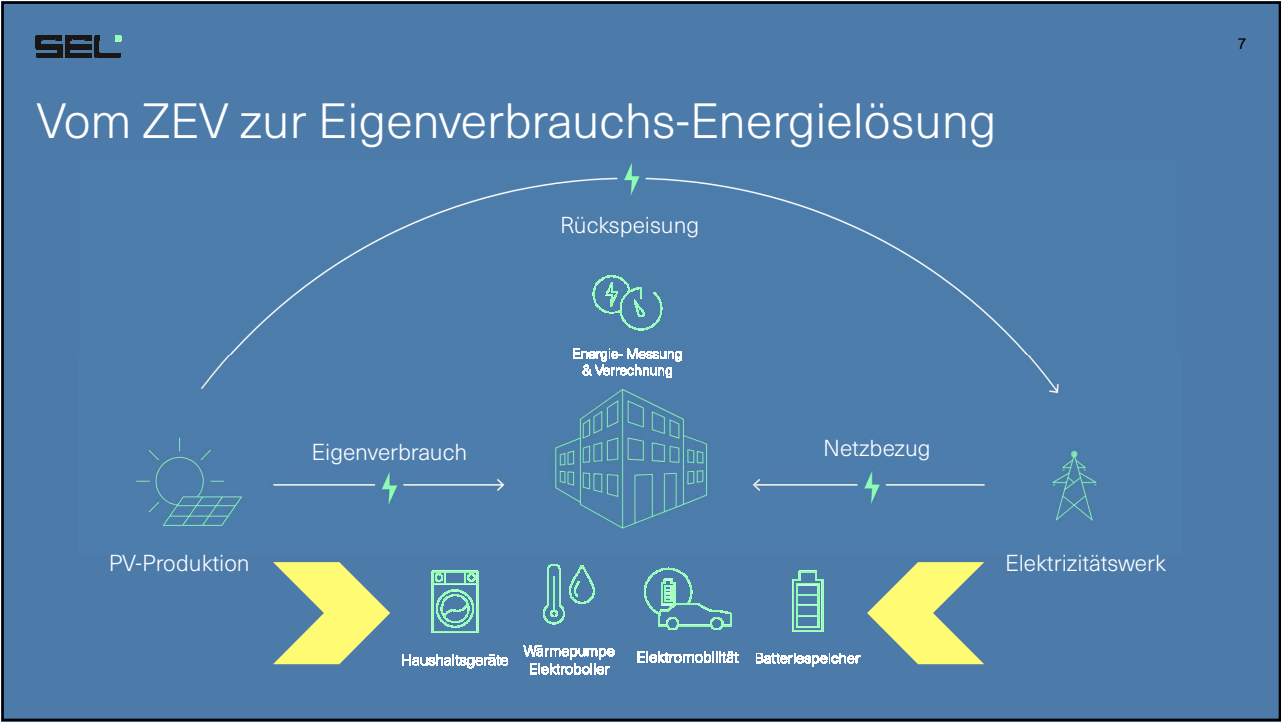 SEL
7
Vom ZEV zur Eigenverbrauchs-Energielösung
Rückspeisung
Energie- Messung
& Verrechnung
Eigenverbrauch
Netzbezug
PV-Produktion
Elektrizitätswerk
Haushaltsgeräte
Wärmepumpe
Elektroboiler
Elektromobilität
Batteriespeicher